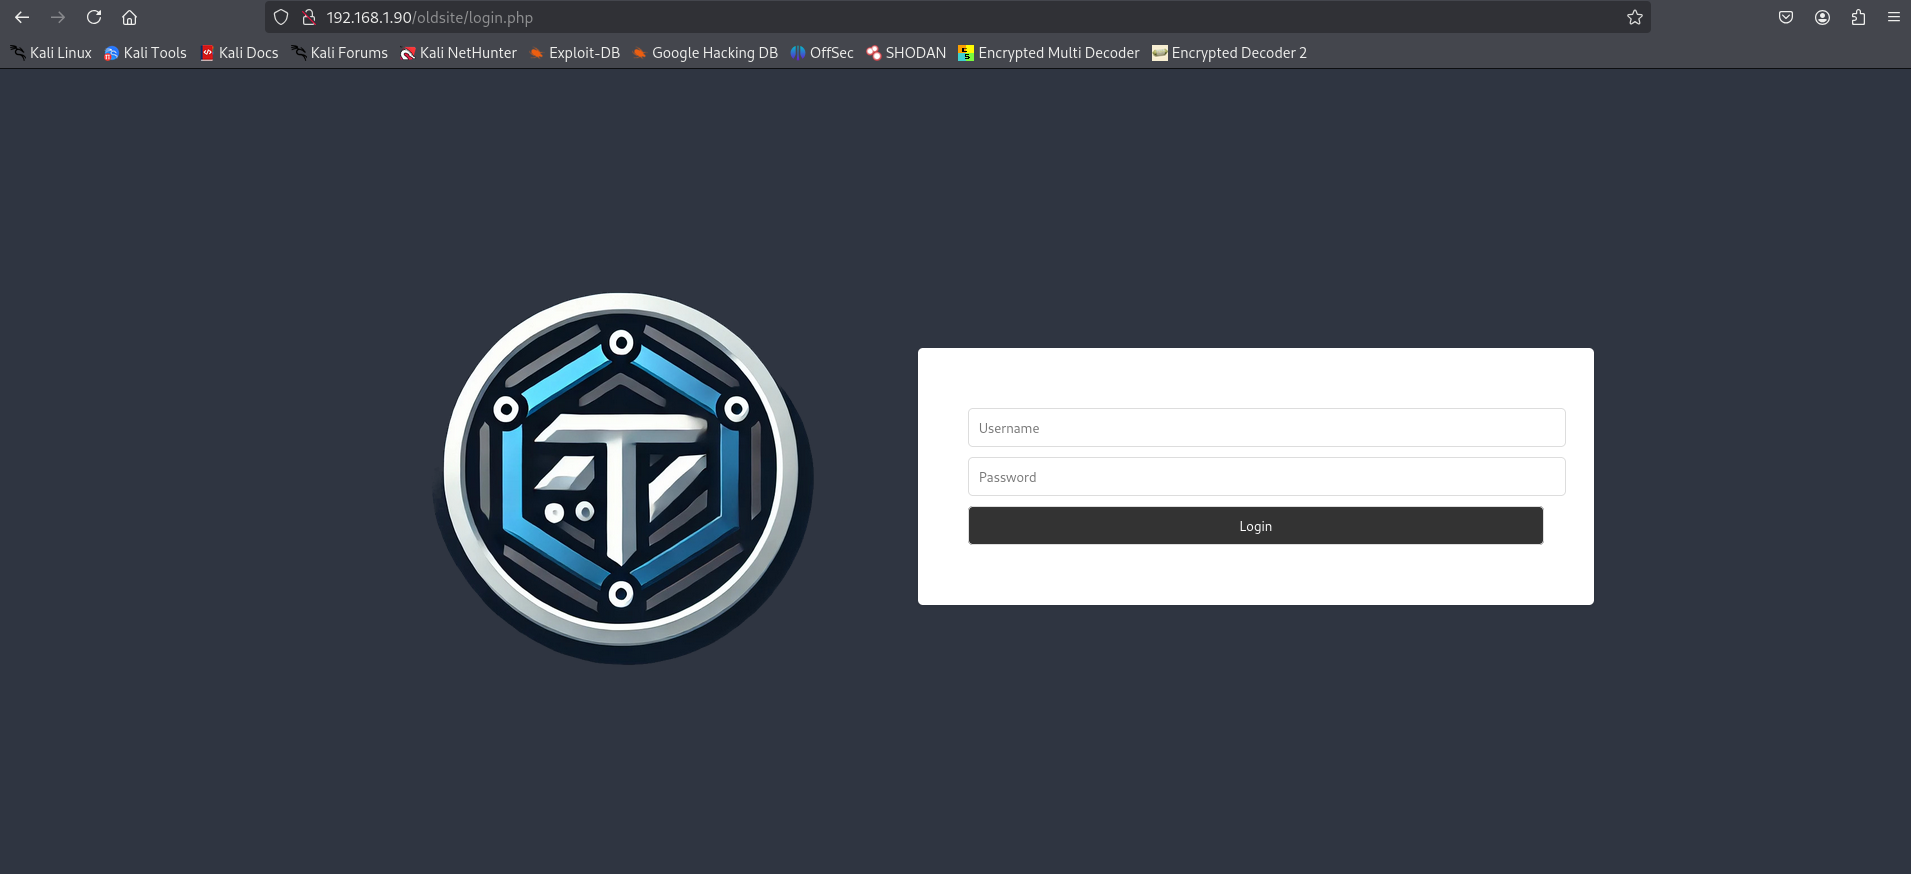 192.168.1.90/oldsite/login.php
Kali Linux Kali Tools Kali Docs Kali Forums Kali NetHunter Exploit-DB Google Hacking DB OffSec SHODAN Encrypted Multi Decoder Encrypted Decoder 2
T
Username
Password
Login